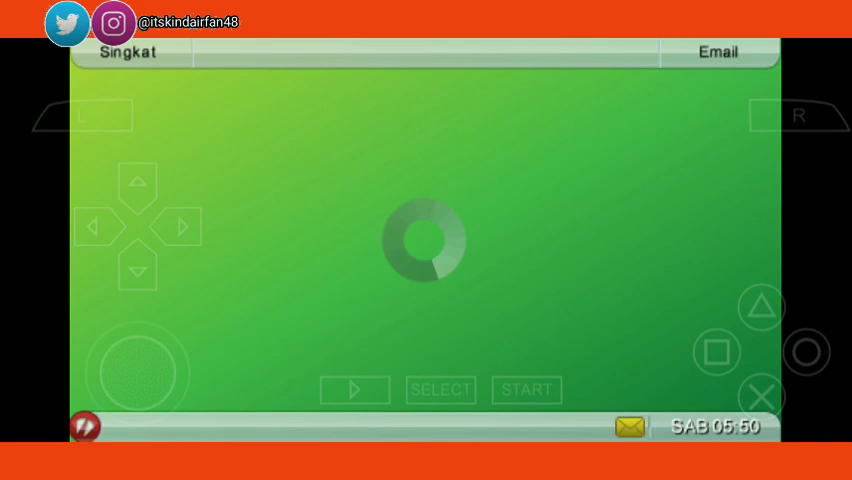 @itskindairfan48
Singkat
Email
L
R
SELECT
START
SAB 05:50